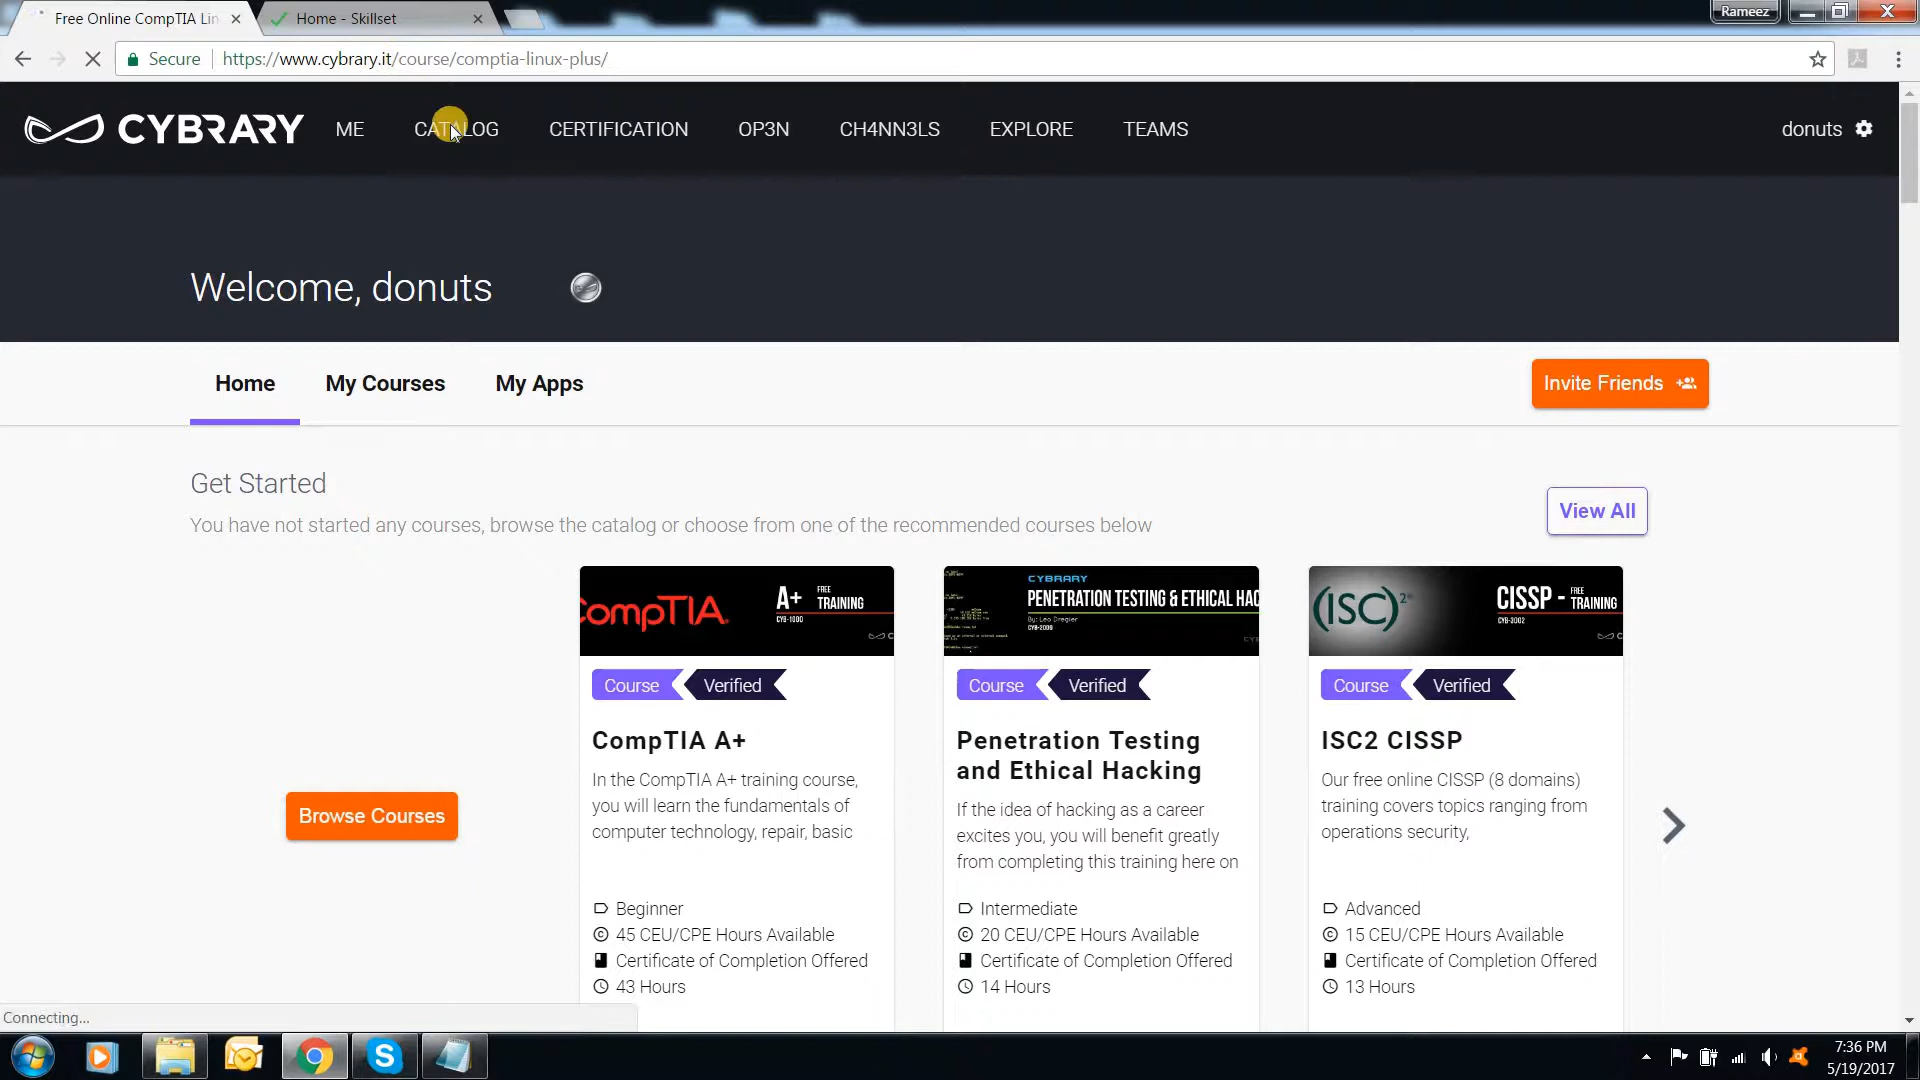 Free Online CompTIA Lin
Home - Skillset
Rameez
Secure
https://www.cybrary.it/course/comptia-linux-plus/
CYBRARY
ME
CATALOG
CERTIFICATION
OP3N
CH4NN3LS
EXPLORE
TEAMS
donuts
Welcome, donuts
Home
My Courses
My Apps
Invite Friends
Get Started
You have not started any courses, browse the catalog or choose from one of the recommended courses below
View All
Browse Courses
CompTIA.
A+ FREE TRAINING
CYB-1000
Course
Verified
CompTIA A+
In the CompTIA A+ training course,
you will learn the fundamentals of
computer technology, repair, basic
Beginner
45 CEU/CPE Hours Available
Certificate of Completion Offered
43 Hours
CYBRARY
PENETRATION TESTING & ETHICAL HAC
By: Leo Dregier
Course
Verified
Penetration Testing
and Ethical Hacking
If the idea of hacking as a career
excites you, you will benefit greatly
from completing this training here on
Intermediate
20 CEU/CPE Hours Available
Certificate of Completion Offered
14 Hours
(ISC)²
CISSP - FREE TRAINING
CYB-3002
Course
Verified
ISC2 CISSP
Our free online CISSP (8 domains)
training covers topics ranging from
operations security,
Advanced
15 CEU/CPE Hours Available
Certificate of Completion Offered
13 Hours
Connecting...
7:36 PM
5/19/2017